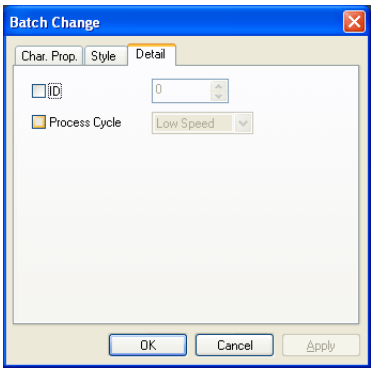 Batch Change
Char. Prop. Style Detail
ID 0
Process Cycle Low Speed
OK Cancel Apply